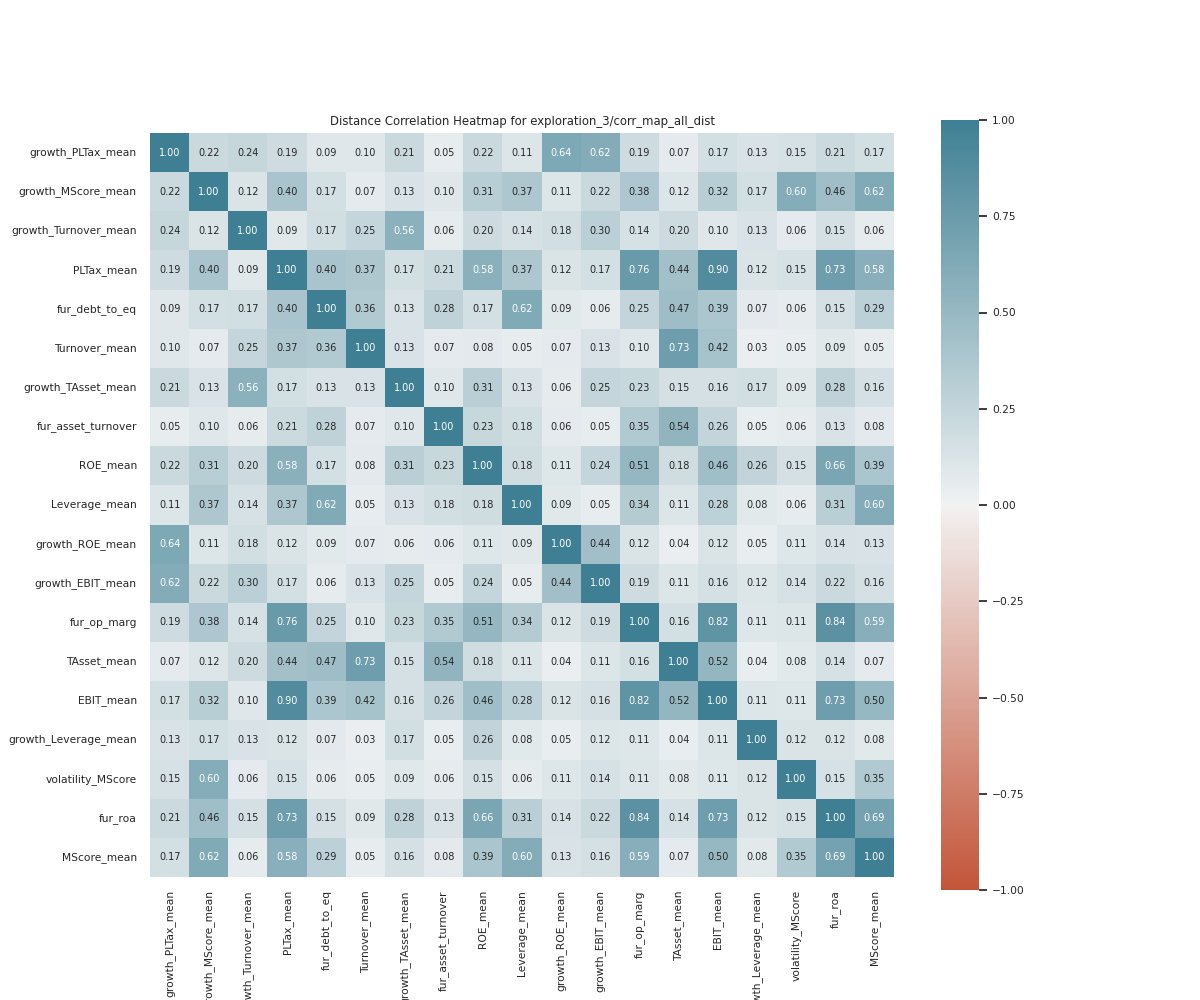 Distance Correlation Heatmap for exploration_3/corr_map_all_dist
growth_PLTax_mean 1.00 0.22 0.24 0.19 0.09 0.10 0.21 0.05 0.22 0.11 0.64 0.62 0.19 0.07 0.17 0.13 0.15 0.21 0.17
growth_MScore_mean 0.22 1.00 0.12 0.40 0.17 0.07 0.13 0.10 0.31 0.37 0.11 0.22 0.38 0.12 0.32 0.17 0.60 0.46 0.62
growth_Turnover_mean 0.24 0.12 1.00 0.09 0.17 0.25 0.56 0.06 0.20 0.14 0.18 0.30 0.14 0.20 0.10 0.13 0.06 0.15 0.06
PLTax_mean 0.19 0.40 0.09 1.00 0.40 0.37 0.17 0.21 0.58 0.37 0.12 0.17 0.76 0.44 0.90 0.12 0.15 0.73 0.58
fur_debt_to_eq 0.09 0.17 0.17 0.40 1.00 0.36 0.13 0.28 0.17 0.62 0.09 0.06 0.25 0.47 0.39 0.07 0.06 0.15 0.29
Turnover_mean 0.10 0.07 0.25 0.37 0.36 1.00 0.13 0.07 0.08 0.05 0.07 0.13 0.10 0.73 0.42 0.03 0.05 0.09 0.05
growth_TAsset_mean 0.21 0.13 0.56 0.17 0.13 0.13 1.00 0.10 0.31 0.13 0.06 0.25 0.23 0.15 0.16 0.17 0.09 0.28 0.16
fur_asset_turnover 0.05 0.10 0.06 0.21 0.28 0.07 0.10 1.00 0.23 0.18 0.06 0.05 0.35 0.54 0.26 0.05 0.06 0.13 0.08
ROE_mean 0.22 0.31 0.20 0.58 0.17 0.08 0.31 0.23 1.00 0.18 0.11 0.24 0.51 0.18 0.46 0.26 0.15 0.66 0.39
Leverage_mean 0.11 0.37 0.14 0.37 0.62 0.05 0.13 0.18 0.18 1.00 0.09 0.05 0.34 0.11 0.28 0.08 0.06 0.31 0.60
growth_ROE_mean 0.64 0.11 0.18 0.12 0.09 0.07 0.06 0.06 0.11 0.09 1.00 0.44 0.12 0.04 0.12 0.05 0.11 0.14 0.13
growth_EBIT_mean 0.62 0.22 0.30 0.17 0.06 0.13 0.25 0.05 0.24 0.05 0.44 1.00 0.19 0.11 0.16 0.12 0.14 0.22 0.16
fur_op_marg 0.19 0.38 0.14 0.76 0.25 0.10 0.23 0.35 0.51 0.34 0.12 0.19 1.00 0.16 0.82 0.11 0.11 0.84 0.59
TAsset_mean 0.07 0.12 0.20 0.44 0.47 0.73 0.15 0.54 0.18 0.11 0.04 0.11 0.16 1.00 0.52 0.04 0.08 0.14 0.07
EBIT_mean 0.17 0.32 0.10 0.90 0.39 0.42 0.16 0.26 0.46 0.28 0.12 0.16 0.82 0.52 1.00 0.11 0.11 0.73 0.50
growth_Leverage_mean 0.13 0.17 0.13 0.12 0.07 0.03 0.17 0.05 0.26 0.08 0.05 0.12 0.11 0.04 0.11 1.00 0.12 0.12 0.08
volatility_MScore 0.15 0.60 0.06 0.15 0.06 0.05 0.09 0.06 0.15 0.06 0.11 0.14 0.11 0.08 0.11 0.12 1.00 0.15 0.35
fur_roa 0.21 0.46 0.15 0.73 0.15 0.09 0.28 0.13 0.66 0.31 0.14 0.22 0.84 0.14 0.73 0.12 0.15 1.00 0.69
MScore_mean 0.17 0.62 0.06 0.58 0.29 0.05 0.16 0.08 0.39 0.60 0.13 0.16 0.59 0.07 0.50 0.08 0.35 0.69 1.00
growth_PLTax_mean
rowth_MScore_mean
wth_Turnover_mean
PLTax_mean
fur_debt_to_eq
Turnover_mean
growth_TAsset_mean
fur_asset_turnover
ROE_mean
Leverage_mean
growth_ROE_mean
growth_EBIT_mean
fur_op_marg
TAsset_mean
EBIT_mean
wth_Leverage_mean
volatility_MScore
fur_roa
MScore_mean
1.00
0.75
0.50
0.25
0.00
−0.25
−0.50
−0.75
−1.00